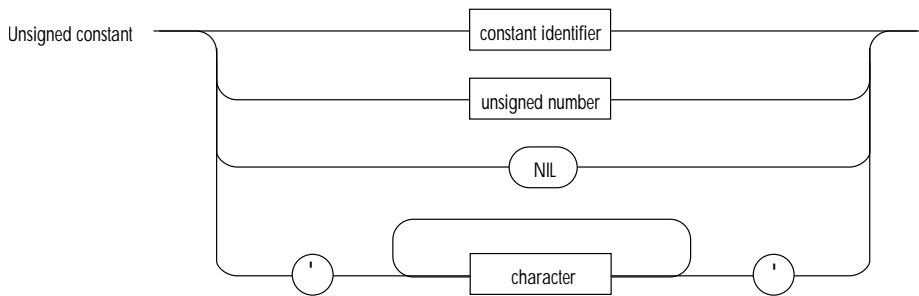 Unsigned constant
constant identifier
unsigned number
NIL
' character '